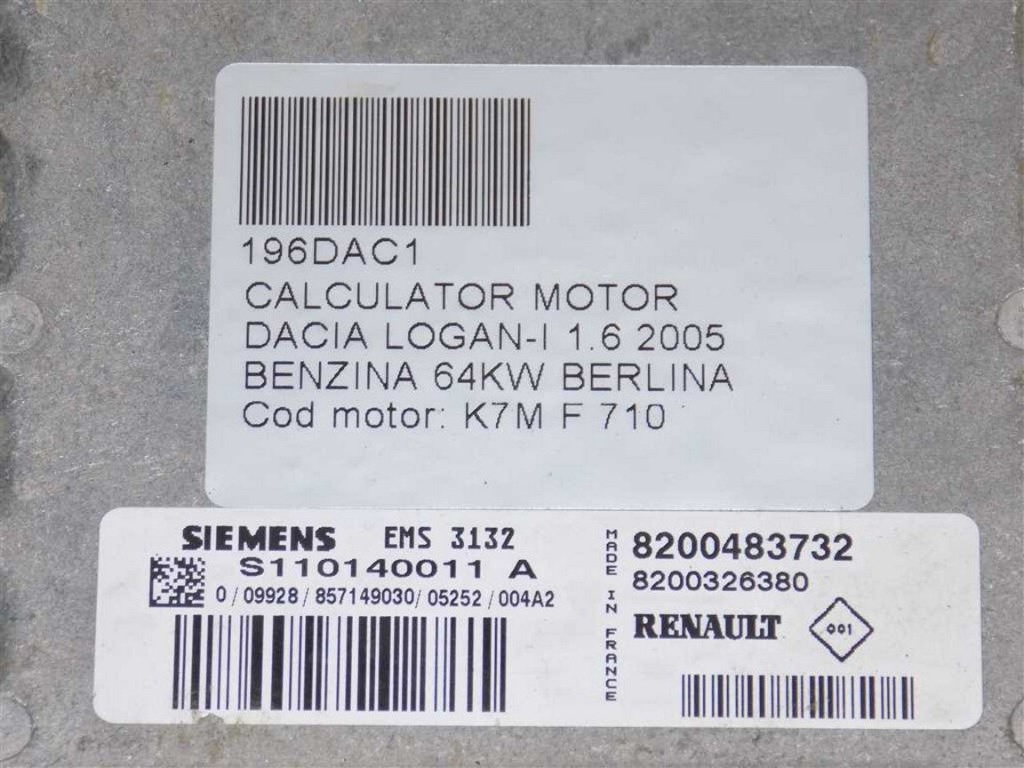 196DAC1
CALCULATOR MOTOR
DACIA LOGAN-I 1.6 2005
BENZINA 64KW BERLINA
Cod motor: K7M F 710
SIEMENS EMS 3132
S110140011 A
0/09928/857149030/05252/004A2
MADE IN FRANCE
8200483732
8200326380
RENAULT 001